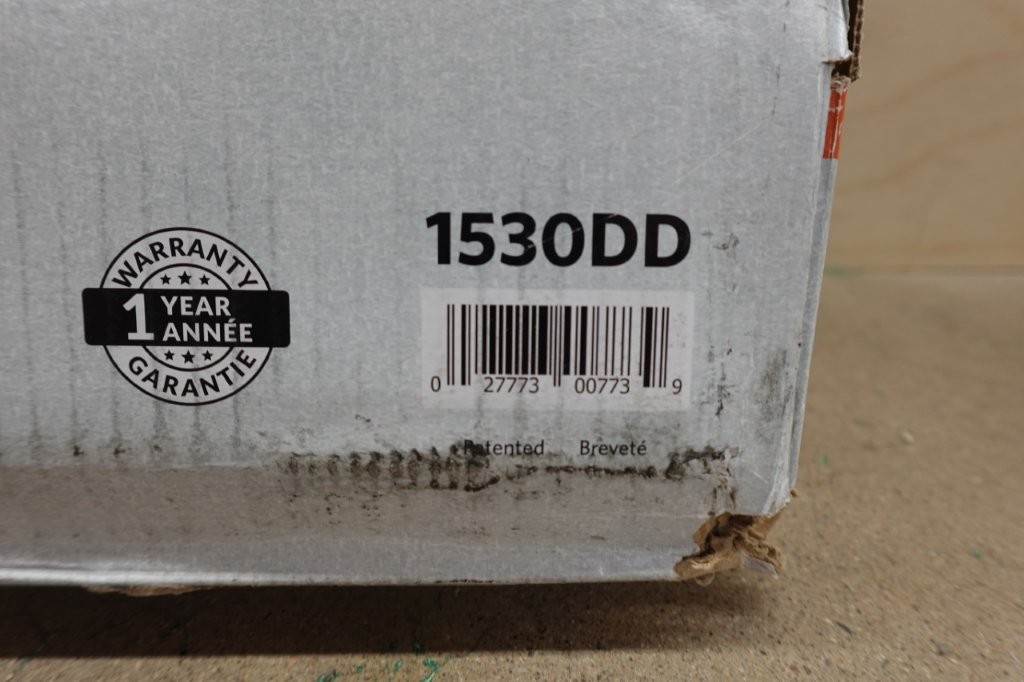 1530DD
WARRANTY
1 YEAR
ANNÉE
GARANTIE
0 27773 00773 9
Patented Breveté